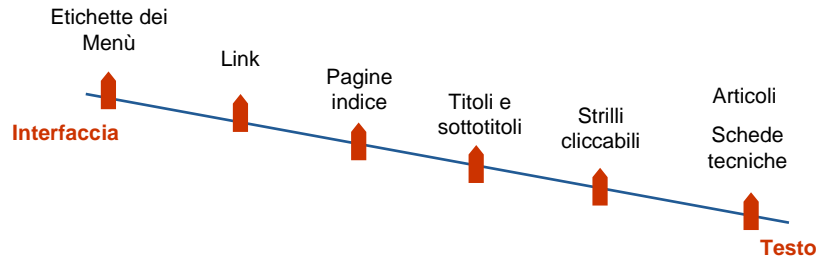 Etichette dei
Menù
Link
Pagine
indice
Titoli e
sottotitoli
Strilli
cliccabili
Articoli
Schede
tecniche
Interfaccia
Testo